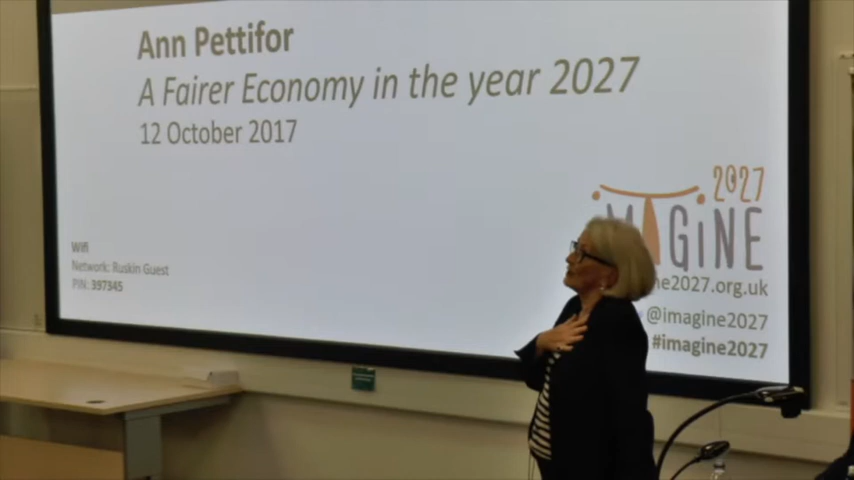 Ann Pettifor
A Fairer Economy in the year 2027
12 October 2017
2027
IMAGiNE
Wifi
Network: Ruskin Guest
PIN: 397345
ne2027.org.uk
@imagine2027
#imagine2027